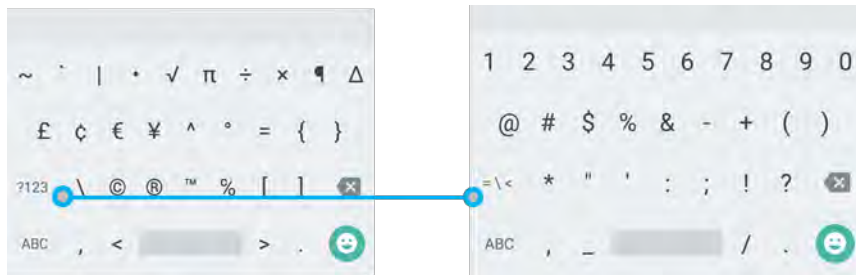 ~ ` | • √ π ÷ × ¶ Δ
£ ¢ € ¥ ^ ° = { }
?123 \ © ® ™ % [ ]
ABC , < > .
1 2 3 4 5 6 7 8 9 0
@ # $ % & - + ( )
=\< * " ' : ; ! ?
ABC , _ / .